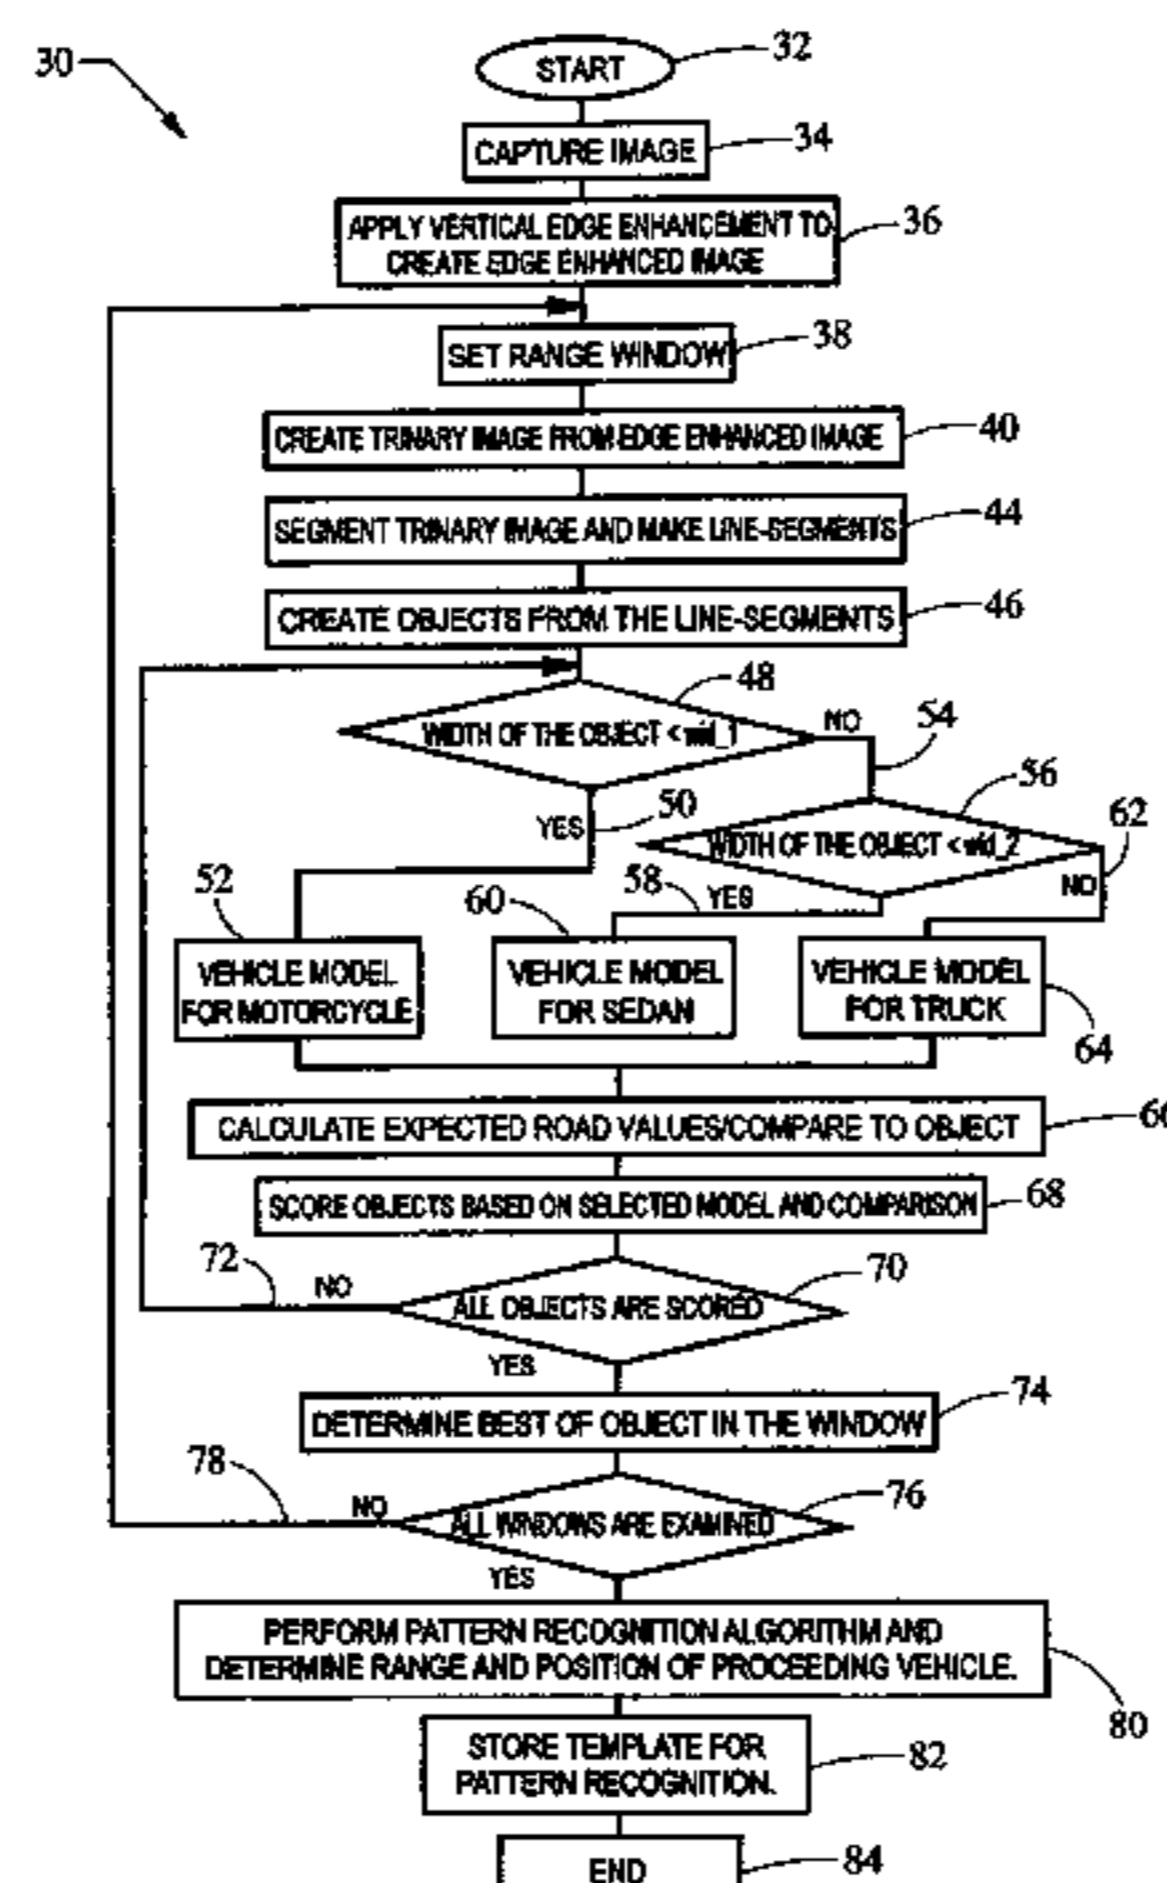 30
START
32
CAPTURE IMAGE
34
APPLY VERTICAL EDGE ENHANCEMENT TO
CREATE EDGE ENHANCED IMAGE
36
SET RANGE WINDOW
38
CREATE TRINARY IMAGE FROM EDGE ENHANCED IMAGE
40
SEGMENT TRINARY IMAGE AND MAKE LINE-SEGMENTS
44
CREATE OBJECTS FROM THE LINE-SEGMENTS
46
48
WIDTH OF THE OBJECT < wid_1
NO
54
YES
50
56
WIDTH OF THE OBJECT < wid_2
62
NO
58
YES
52
VEHICLE MODEL
FOR MOTORCYCLE
60
VEHICLE MODEL
FOR SEDAN
VEHICLE MODEL
FOR TRUCK
64
CALCULATE EXPECTED ROAD VALUES/COMPARE TO OBJECT
66
SCORE OBJECTS BASED ON SELECTED MODEL AND COMPARISON
68
72
NO
ALL OBJECTS ARE SCORED
70
YES
DETERMINE BEST OF OBJECT IN THE WINDOW
74
78
NO
ALL WINDOWS ARE EXAMINED
76
YES
PERFORM PATTERN RECOGNITION ALGORITHM AND
DETERMINE RANGE AND POSITION OF PROCEEDING VEHICLE.
80
STORE TEMPLATE FOR
PATTERN RECOGNITION.
82
END
84